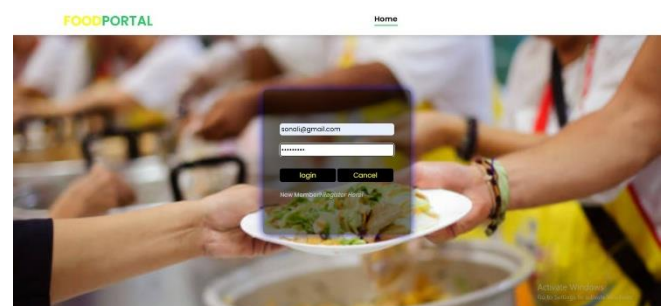 FOODPORTAL
Home
sonali@gmail.com
•••••••••
login
Cancel
New Member? Register Here!!
Activate Windows